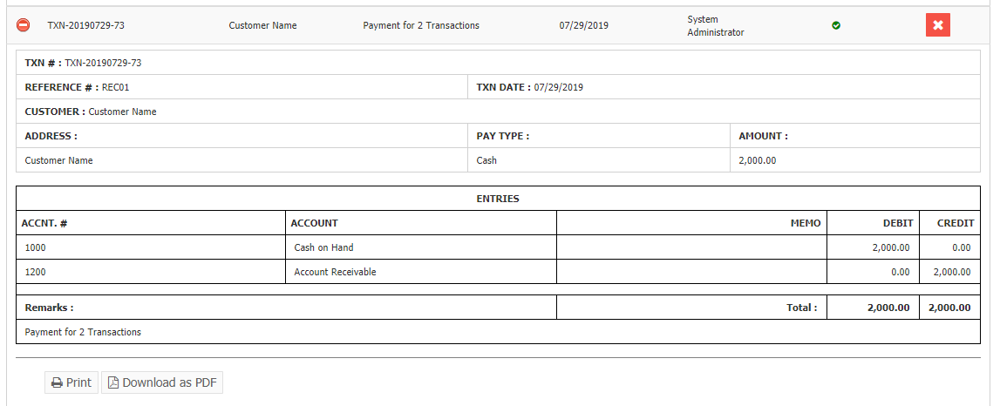 TXN-20190729-73 Customer Name Payment for 2 Transactions 07/29/2019 System Administrator
TXN # : TXN-20190729-73
REFERENCE # : REC01 TXN DATE : 07/29/2019
CUSTOMER : Customer Name
ADDRESS : PAY TYPE : AMOUNT :
Customer Name Cash 2,000.00
ENTRIES
ACCNT. # ACCOUNT MEMO DEBIT CREDIT
1000 Cash on Hand 2,000.00 0.00
1200 Account Receivable 0.00 2,000.00
Remarks : Total : 2,000.00 2,000.00
Payment for 2 Transactions
Print Download as PDF